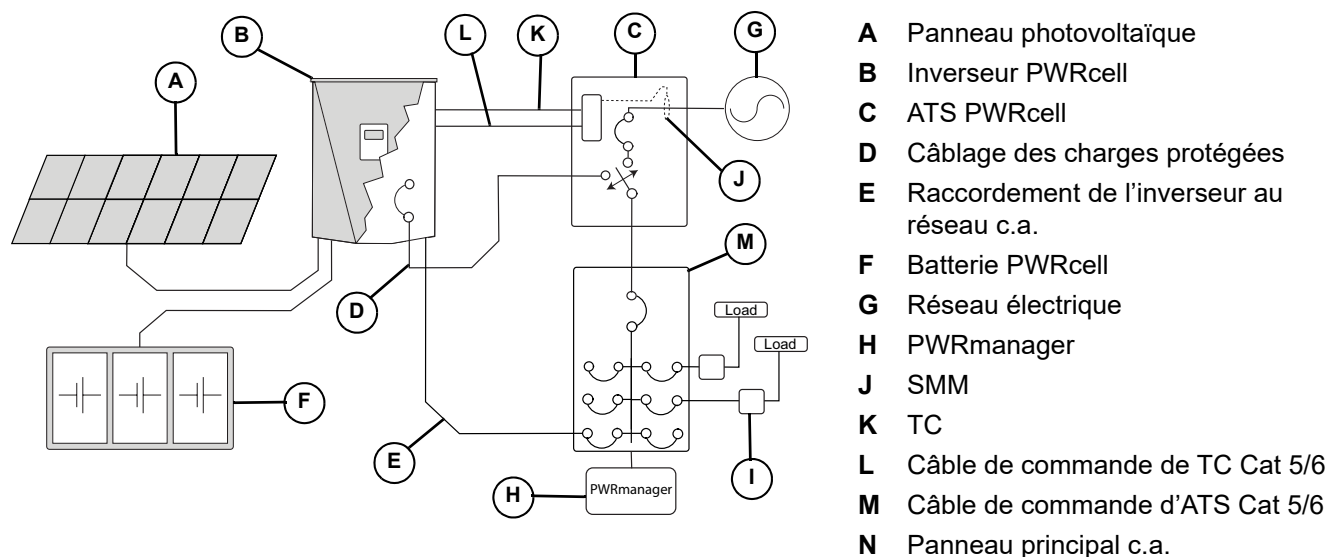 B
L
K
C
G
A
J
M
D
Load
Load
F
E
H
PWRmanager
I
A Panneau photovoltaïque
B Inverseur PWRcell
C ATS PWRcell
D Câblage des charges protégées
E Raccordement de l’inverseur au
réseau c.a.
F Batterie PWRcell
G Réseau électrique
H PWRmanager
J SMM
K TC
L Câble de commande de TC Cat 5/6
M Câble de commande d’ATS Cat 5/6
N Panneau principal c.a.